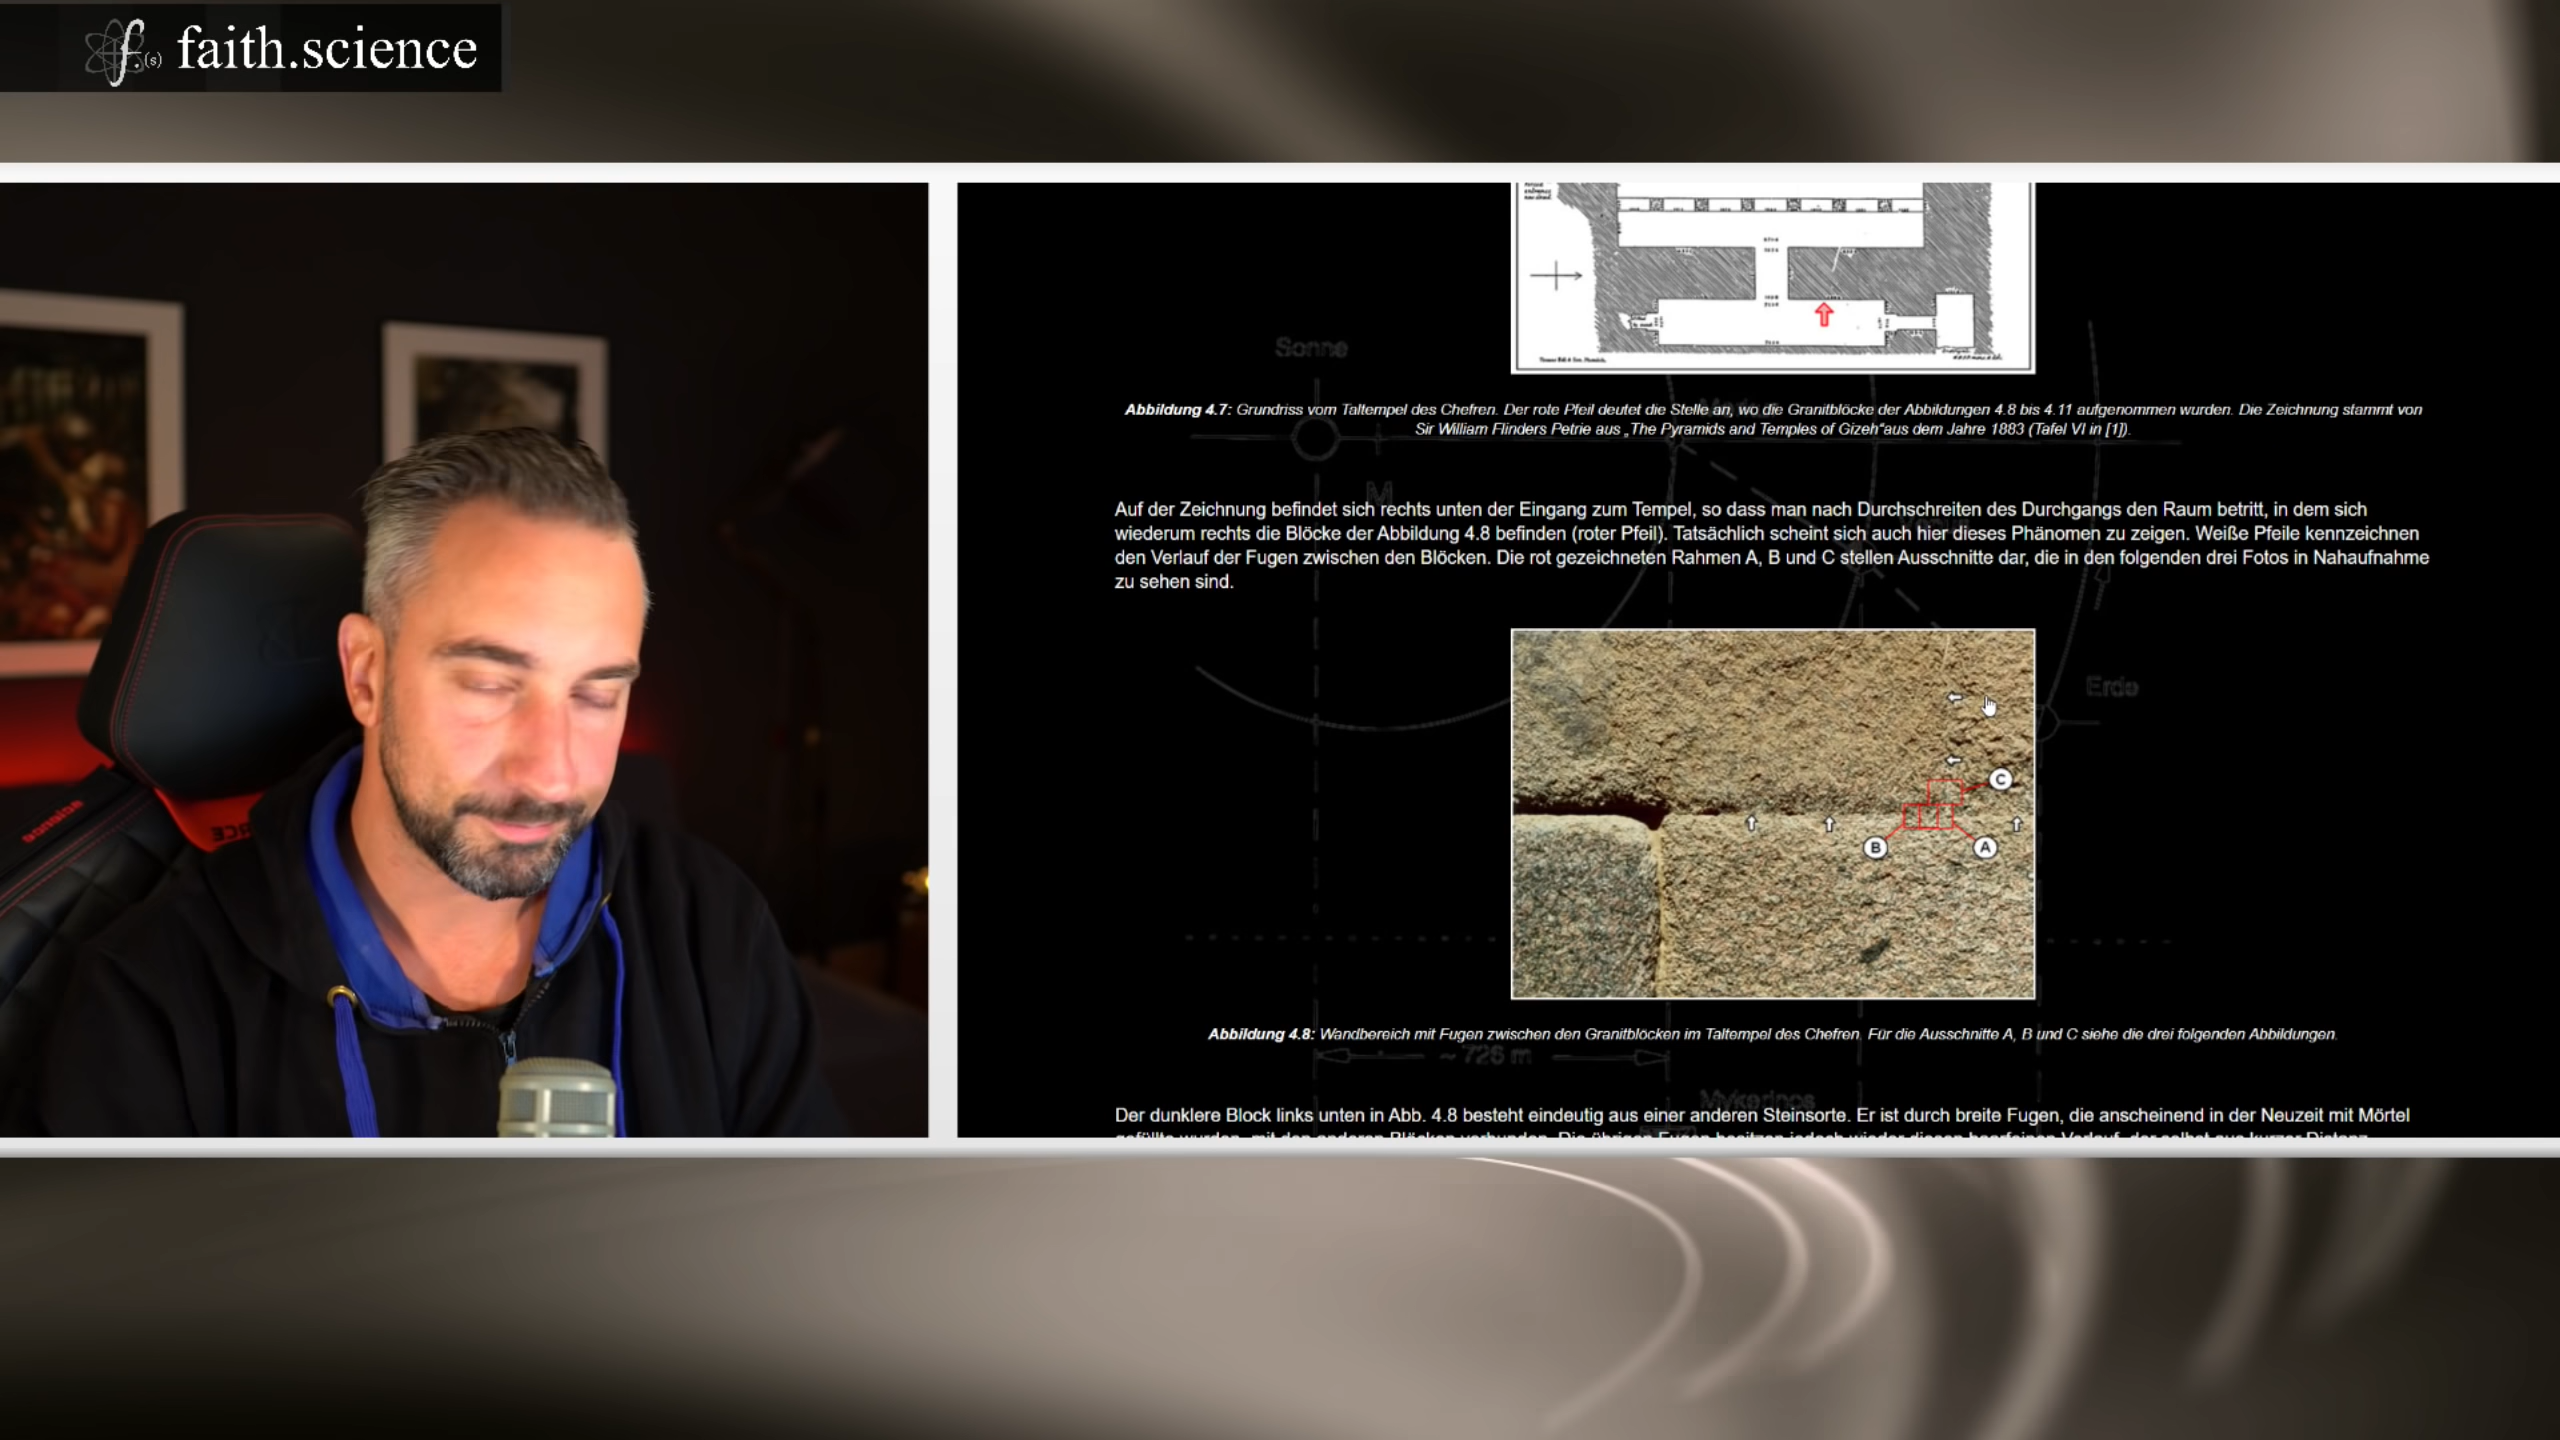 f.(s) faith.science
Sonne
Abbildung 4.7: Grundriss vom Taltempel des Chefren. Der rote Pfeil deutet die Stelle an, wo die Granitblöcke der Abbildungen 4.8 bis 4.11 aufgenommen wurden. Die Zeichnung stammt von
Sir William Flinders Petrie aus „The Pyramids and Temples of Gizeh“aus dem Jahre 1883 (Tafel VI in [1]).
M
Auf der Zeichnung befindet sich rechts unten der Eingang zum Tempel, so dass man nach Durchschreiten des Durchgangs den Raum betritt, in dem sich
wiederum rechts die Blöcke der Abbildung 4.8 befinden (roter Pfeil). Tatsächlich scheint sich auch hier dieses Phänomen zu zeigen. Weiße Pfeile kennzeichnen
den Verlauf der Fugen zwischen den Blöcken. Die rot gezeichneten Rahmen A, B und C stellen Ausschnitte dar, die in den folgenden drei Fotos in Nahaufnahme
zu sehen sind.
Erde
C
B
A
Abbildung 4.8: Wandbereich mit Fugen zwischen den Granitblöcken im Taltempel des Chefren. Für die Ausschnitte A, B und C siehe die drei folgenden Abbildungen.
~ 726 m
Mykerinos
Der dunklere Block links unten in Abb. 4.8 besteht eindeutig aus einer anderen Steinsorte. Er ist durch breite Fugen, die anscheinend in der Neuzeit mit Mörtel